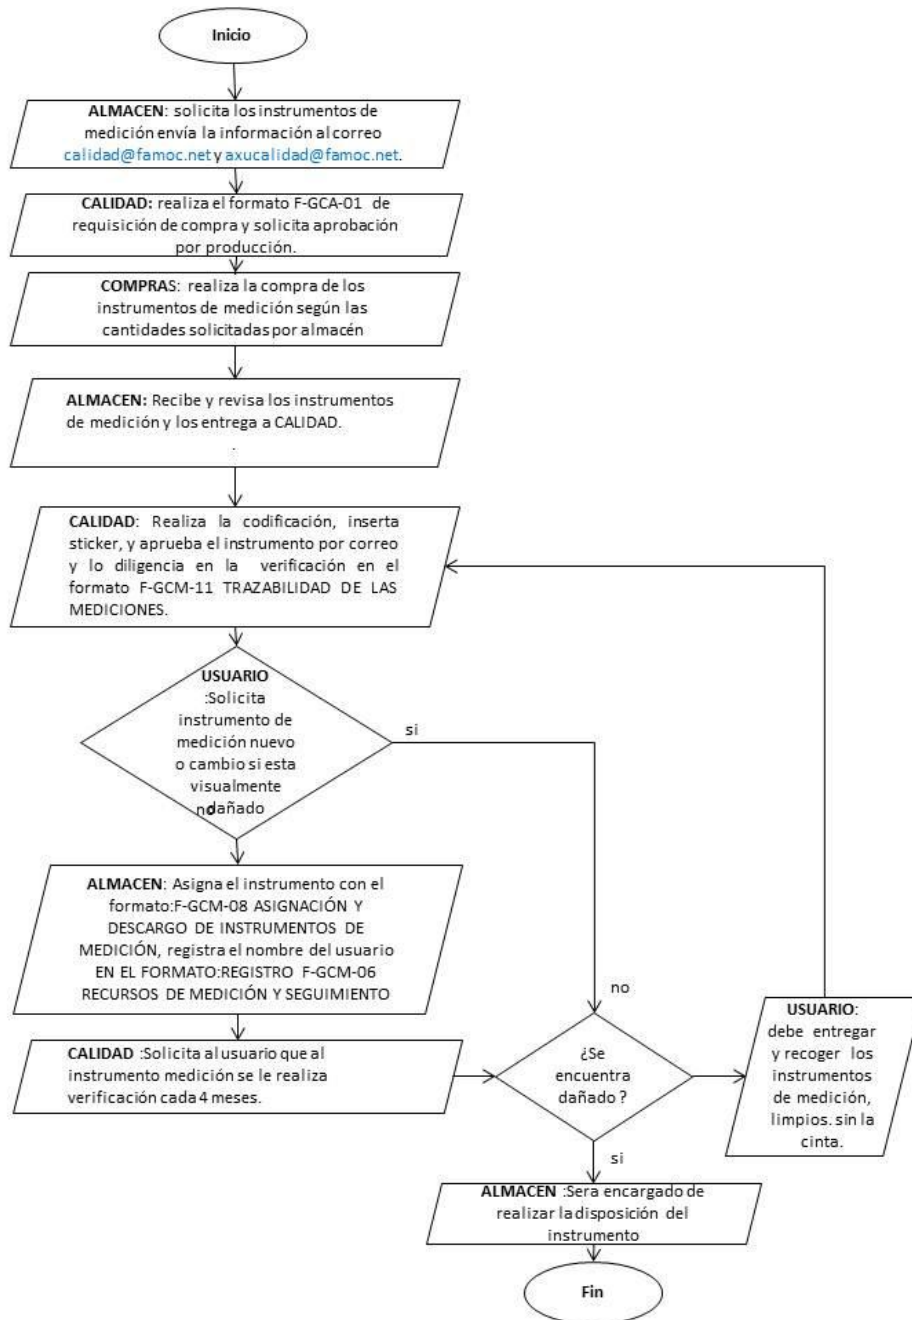 Inicio
ALMACEN: solicita los instrumentos de
medición envía la información al correo
calidad@famoc.net y axucalidad@famoc.net.
CALIDAD: realiza el formato F-GCA-01 de
requisición de compra y solicita aprobación
por producción.
COMPRAS: realiza la compra de los
instrumentos de medición según las
cantidades solicitadas por almacén
ALMACEN: Recibe y revisa los instrumentos
de medición y los entrega a CALIDAD.
.
CALIDAD: Realiza la codificación, inserta
sticker, y aprueba el instrumento por correo
y lo diligencia en la verificación en el
formato F-GCM-11 TRAZABILIDAD DE LAS
MEDICIONES.
USUARIO
:Solicita
instrumento de
medición nuevo
o cambio si esta
visualmente
dañado
si
no
ALMACEN: Asigna el instrumento con el
formato:F-GCM-08 ASIGNACIÓN Y
DESCARGO DE INSTRUMENTOS DE
MEDICIÓN, registra el nombre del usuario
EN EL FORMATO:REGISTRO F-GCM-06
RECURSOS DE MEDICIÓN Y SEGUIMIENTO
CALIDAD :Solicita al usuario que al
instrumento medición se le realiza
verificación cada 4 meses.
¿Se
encuentra
dañado ?
no
USUARIO:
debe entregar
y recoger los
instrumentos
de medición,
limpios. sin la
cinta.
si
ALMACEN :Sera encargado de
realizar la disposición del
instrumento
Fin